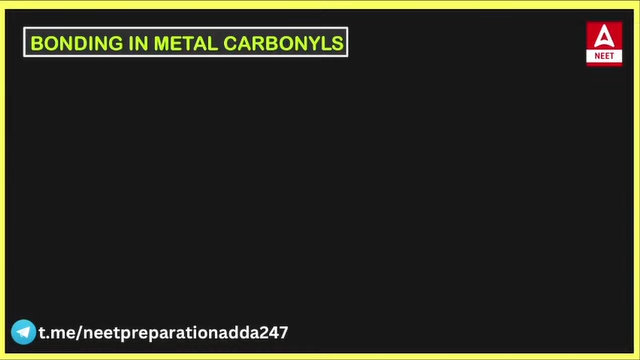 BONDING IN METAL CARBONYLS
A
NEET
t.me/neetpreparationadda247